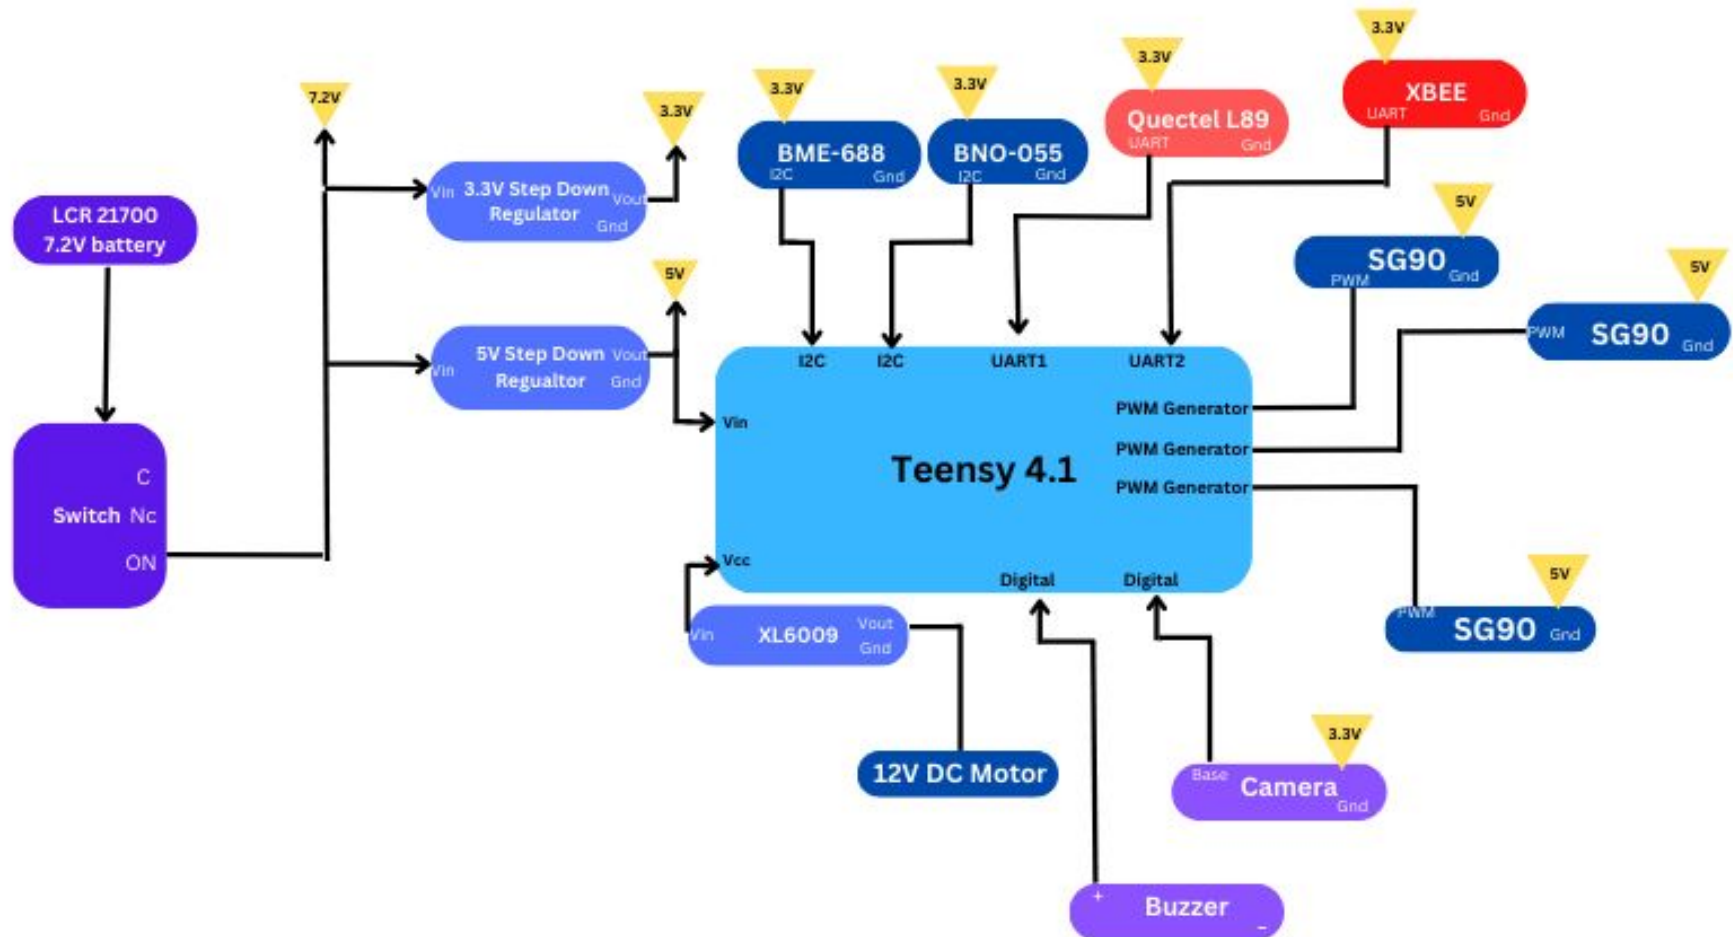 3.3V
3.3V
3.3V
3.3V
7.2V
3.3V
XBEE
UART
Gnd
Quectel L89
UART
Gnd
BME-688
I2C
Gnd
BNO-055
I2C
Gnd
Vin
3.3V Step Down
Regulator
Vout
Gnd
LCR 21700
7.2V battery
5V
SG90
PWM
Gnd
5V
5V
PWM
SG90
Gnd
Vin
5V Step Down
Regualtor
Vout
Gnd
I2C
I2C
UART1
UART2
PWM Generator
PWM Generator
PWM Generator
Vin
Teensy 4.1
Vcc
Digital
Digital
C
Switch
Nc
ON
5V
PWM
SG90
Gnd
Vin
XL6009
Vout
Gnd
12V DC Motor
3.3V
Base
Camera
Gnd
+
Buzzer
-